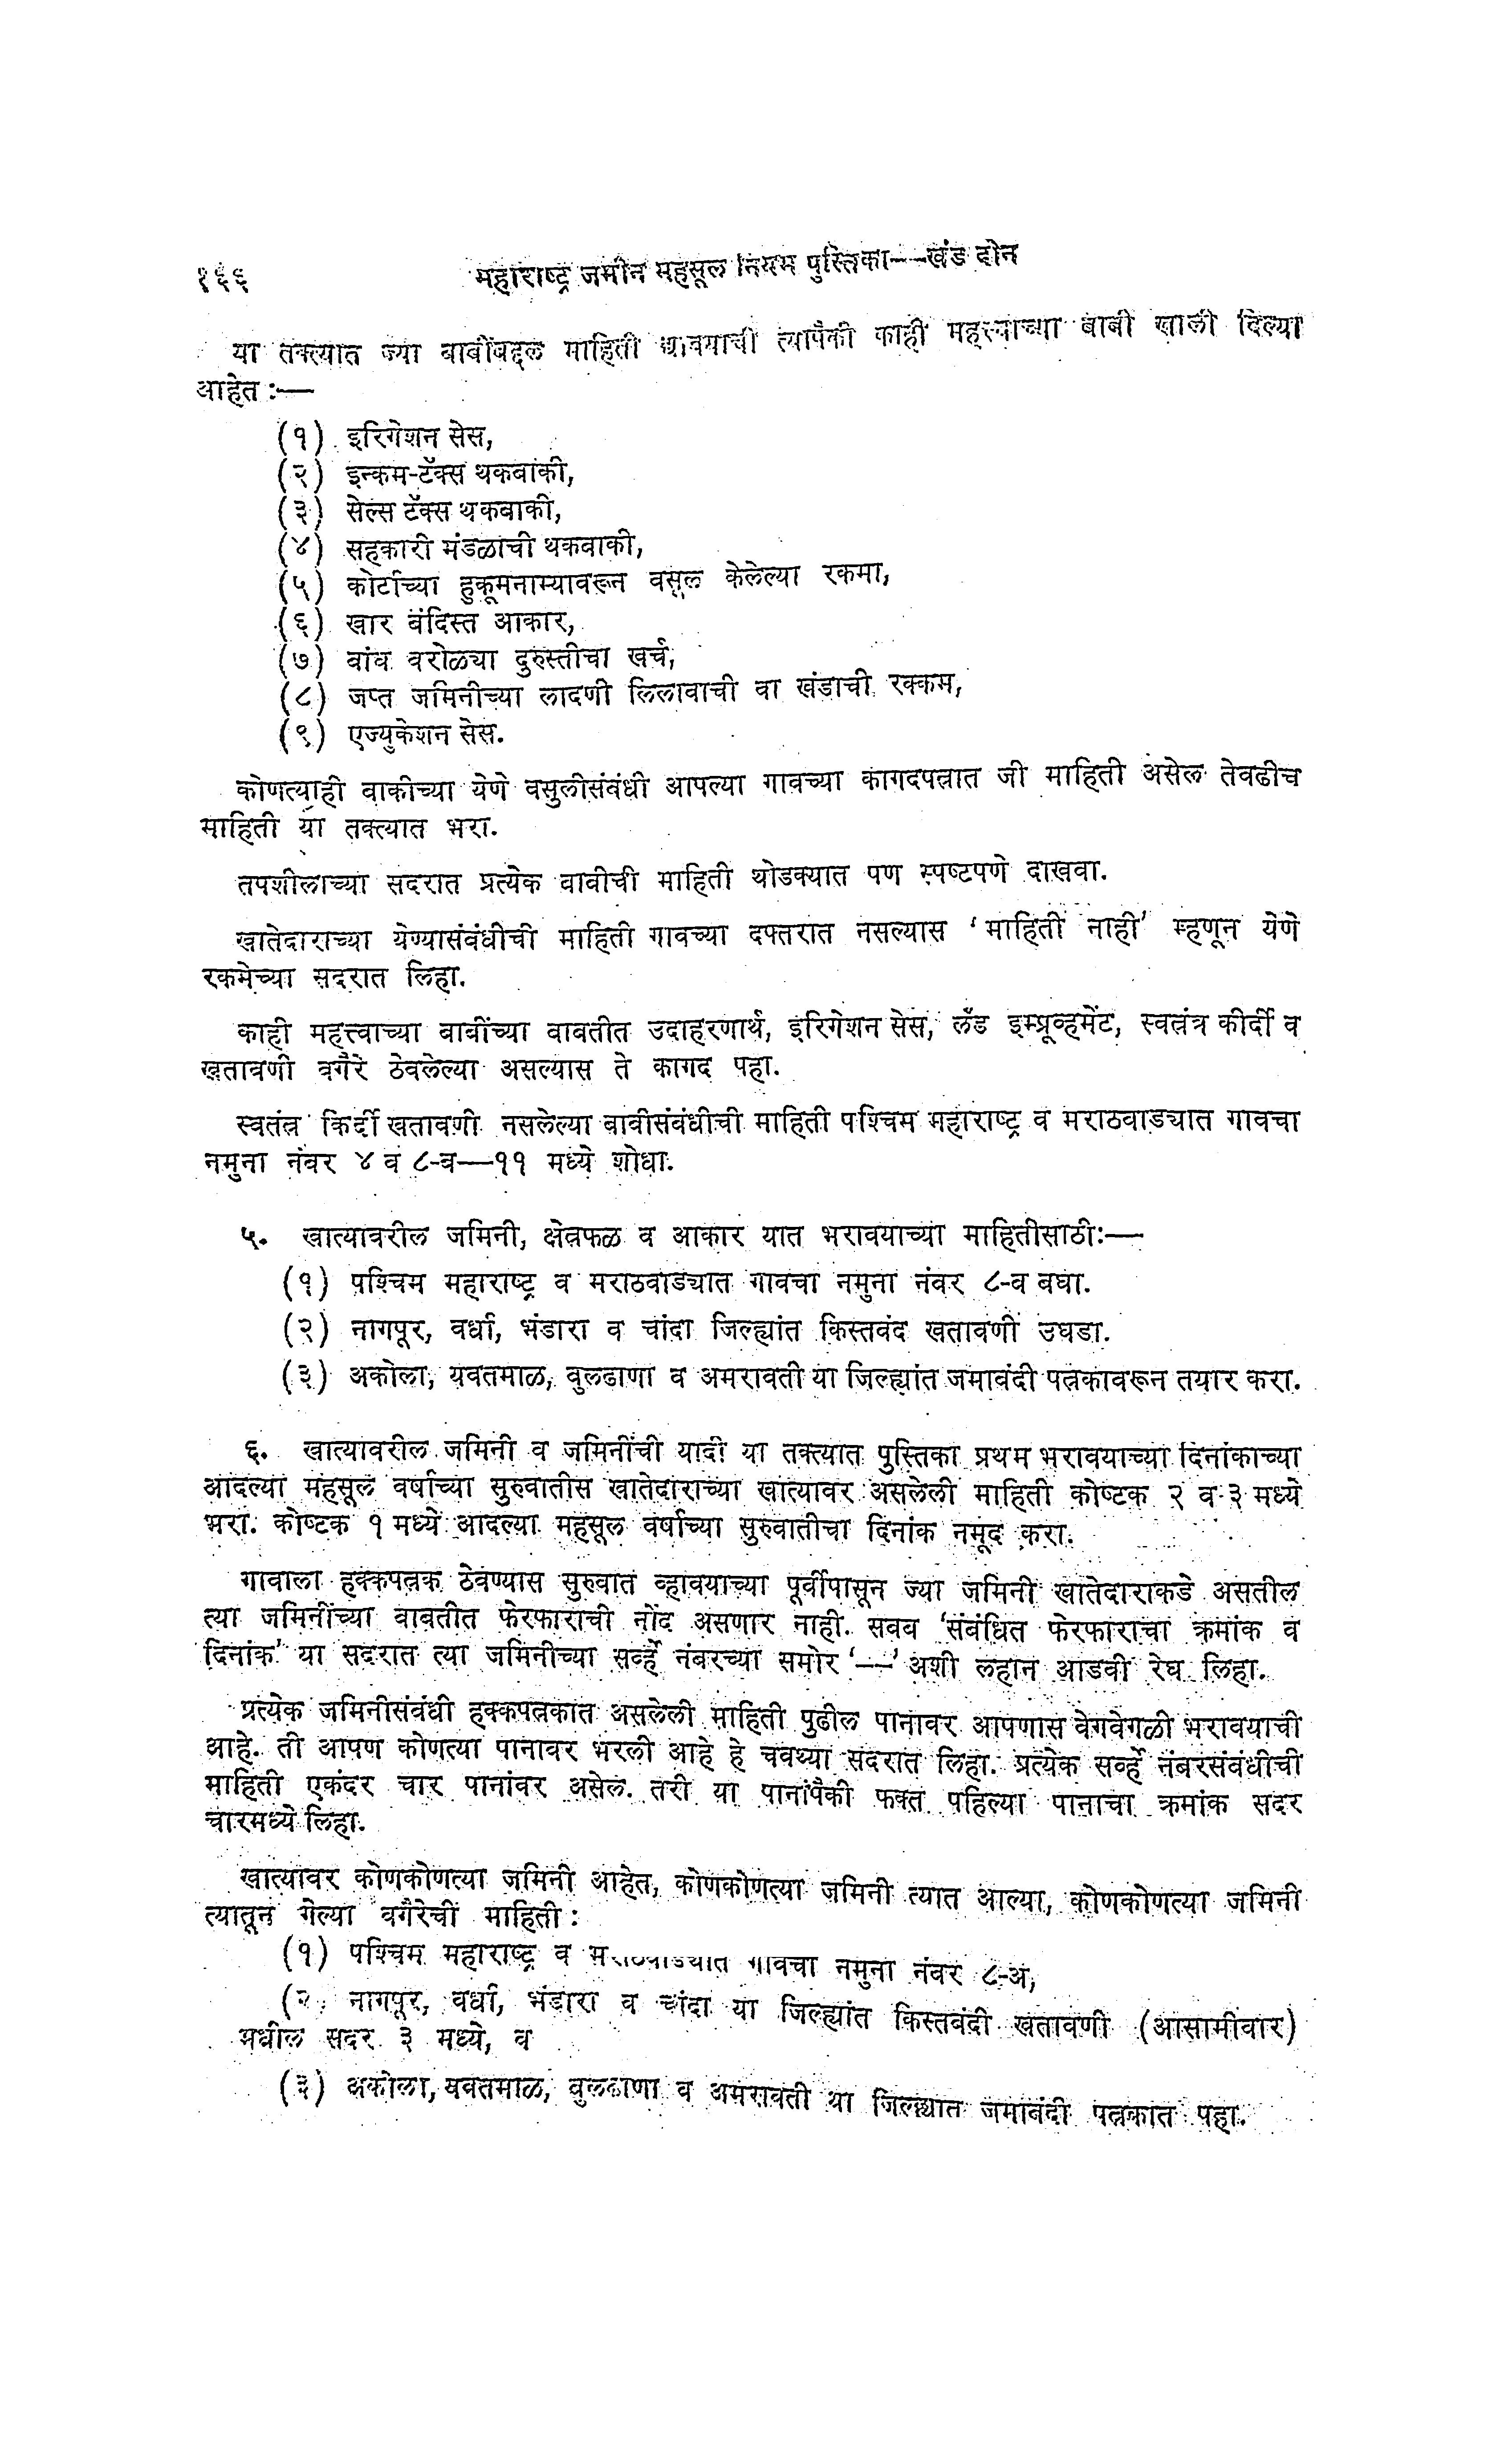 १६६ महाराष्ट्र जमीन महसूल नियम पुस्तिका--खंड दोन
या तक्त्यात ज्या बाबींबद्दल माहिती द्यावयाची त्यापैकी काही महत्त्वाच्या बाबी खाली दिल्या
आहेत :—
(१) इरिगेशन सेस,
(२) इन्कम-टॅक्स थकबाकी,
(३) सेल्स टॅक्स थकबाकी,
(४) सहकारी मंडळाची थकबाकी,
(५) कोर्टाच्या हुकूमनाम्यावरून वसूल केलेल्या रकमा,
(६) खार बंदिस्त आकार,
(७) बांध वरोळ्या दुरुस्तीचा खर्च,
(८) जप्त जमिनीच्या लादणी लिलावाची वा खंडाची रक्कम,
(९) एज्युकेशन सेस.
कोणत्याही बाकीच्या येणे वसुलीसंबंधी आपल्या गावच्या कागदपत्रात जी माहिती असेल तेवढीच
माहिती या तक्त्यात भरा.
तपशीलाच्या सदरात प्रत्येक बाबीची माहिती थोडक्यात पण स्पष्टपणे दाखवा.
खातेदाराच्या येण्यासंबंधीची माहिती गावच्या दप्तरात नसल्यास ‘माहिती नाही’ म्हणून येणे
रकमेच्या सदरात लिहा.
काही महत्त्वाच्या बाबींच्या बाबतीत उदाहरणार्थ, इरिगेशन सेस, लँड इम्प्रूव्हमेंट, स्वतंत्र कीर्दी व
खतावणी वगैरे ठेवलेल्या असल्यास ते कागद पहा.
स्वतंत्र किर्दी खतावणी नसलेल्या बाबीसंबंधीची माहिती पश्चिम महाराष्ट्र व मराठवाड्यात गावचा
नमुना नंबर ४ व ८-ब—११ मध्ये शोधा.
५. खात्यावरील जमिनी, क्षेत्रफळ व आकार यात भरावयाच्या माहितीसाठी:—
(१) पश्चिम महाराष्ट्र व मराठवाड्यात गावचा नमुना नंबर ८-ब बघा.
(२) नागपूर, वर्धा, भंडारा व चांदा जिल्ह्यांत किस्तबंद खतावणी उघडा.
(३) अकोला, यवतमाळ, बुलढाणा व अमरावती या जिल्ह्यांत जमाबंदी पत्रकावरून तयार करा.
६. खात्यावरील जमिनी व जमिनींची यादी या तक्त्यात पुस्तिका प्रथम भरावयाच्या दिनांकाच्या
आदल्या महसूल वर्षाच्या सुरुवातीस खातेदाराच्या खात्यावर असलेली माहिती कोष्टक २ व ३ मध्ये
भरा. कोष्टक १ मध्ये आदल्या महसूल वर्षाच्या सुरुवातीचा दिनांक नमूद करा.
गावाला हक्कपत्रक ठेवण्यास सुरुवात व्हावयाच्या पूर्वीपासून ज्या जमिनी खातेदाराकडे असतील
त्या जमिनींच्या बाबतीत फेरफाराची नोंद असणार नाही. सबब ‘संबंधित फेरफाराचा क्रमांक व
दिनांक’ या सदरात त्या जमिनीच्या सर्व्हे नंबरच्या समोर ‘—’ अशी लहान आडवी रेघ लिहा.
प्रत्येक जमिनीसंबंधी हक्कपत्रकात असलेली माहिती पुढील पानावर आपणास वेगवेगळी भरावयाची
आहे. ती आपण कोणत्या पानावर भरली आहे हे चवथ्या सदरात लिहा. प्रत्येक सर्व्हे नंबरसंबंधीची
माहिती एकंदर चार पानांवर असेल. तरी या पानांपैकी फक्त पहिल्या पानाचा क्रमांक सदर
चारमध्ये लिहा.
खात्यावर कोणकोणत्या जमिनी आहेत, कोणकोणत्या जमिनी त्यात आल्या, कोणकोणत्या जमिनी
त्यातून गेल्या वगैरेची माहिती :
(१) पश्चिम महाराष्ट्र व मराठवाड्यात गावचा नमुना नंबर ८-अ,
(२) नागपूर, वर्धा, भंडारा व चांदा या जिल्ह्यांत किस्तबंदी खतावणी (आसामीवार)
मधील सदर ३ मध्ये, व
(३) अकोला, यवतमाळ, बुलढाणा व अमरावती या जिल्ह्यात जमाबंदी पत्रकात पहा.